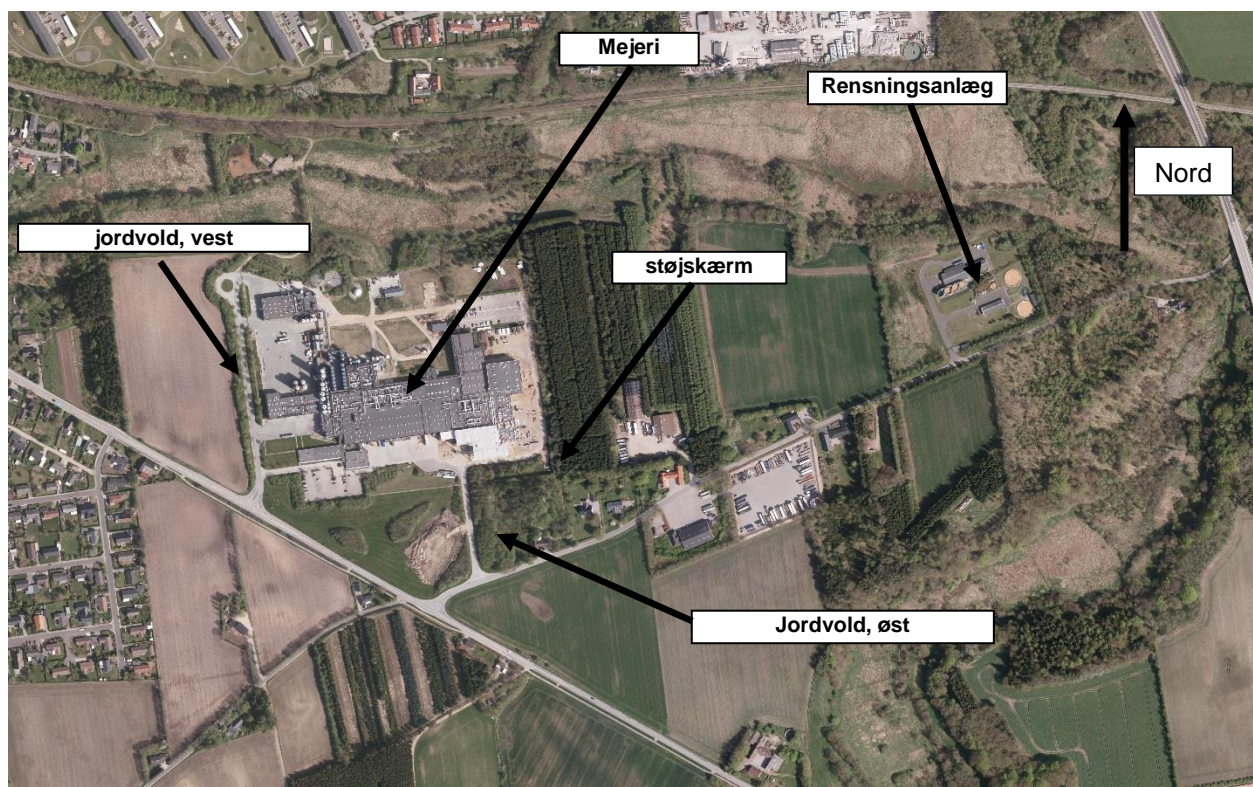 Mejeri
Rensningsanlæg
Nord
jordvold, vest
støjskærm
Jordvold, øst